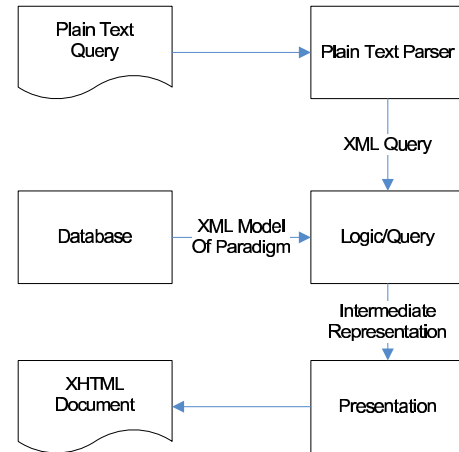 Plain Text
Query
Plain Text Parser
XML Query
Database
XML Model
Of Paradigm
Logic/Query
Intermediate
Representation
XHTML
Document
Presentation